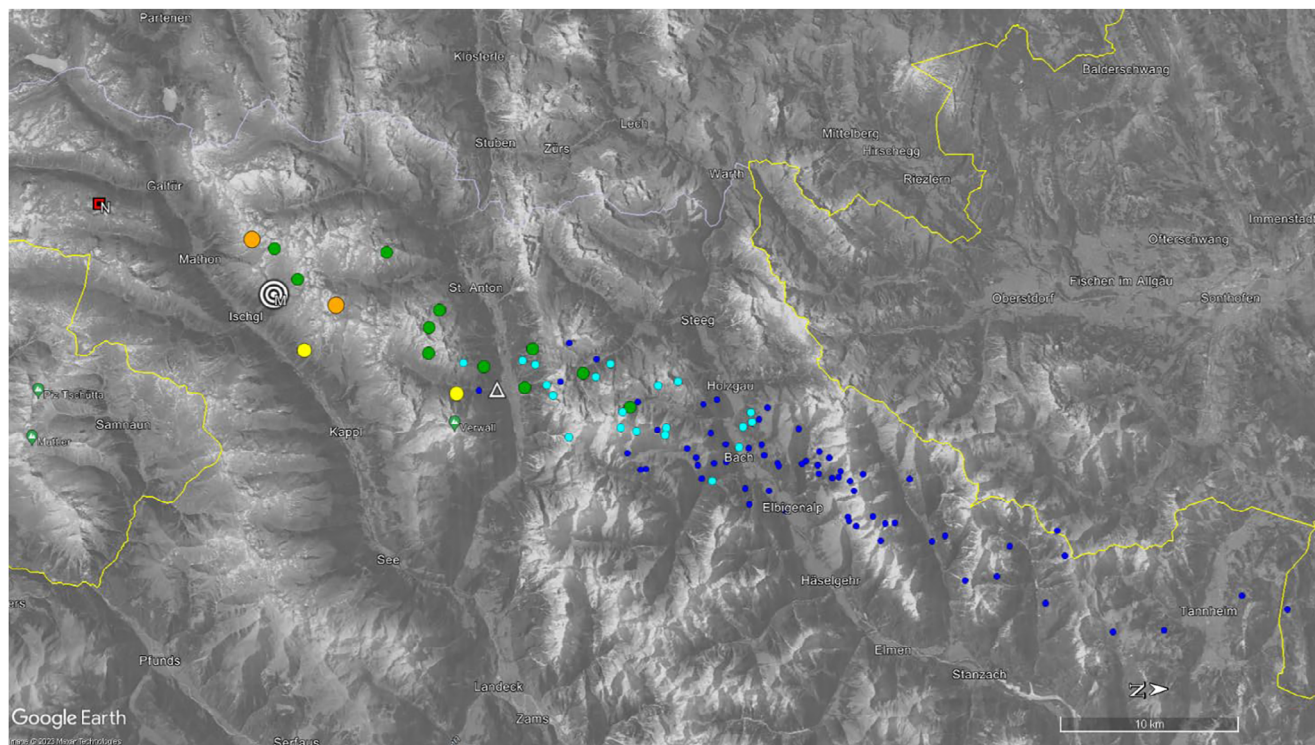 Partenen
Klösterle
Balderschwang
Lech
Stuben
Zürs
Mittelberg
Hirschegg
Riezlern
Warth
Galtür
N
Immenstadt
Ofterschwang
Mathon
St. Anton
Fischen im Allgäu
Oberstdorf
Sonthofen
M
Ischgl
Steeg
Holzgau
Piz Tschütta
Samnaun
Muttler
Verwall
Kappl
Bach
Elbigenalp
See
Häselgehr
Tannheim
Elmen
Pfunds
Stanzach
Landeck
N
Zams
10 km
Google Earth
Serfaus